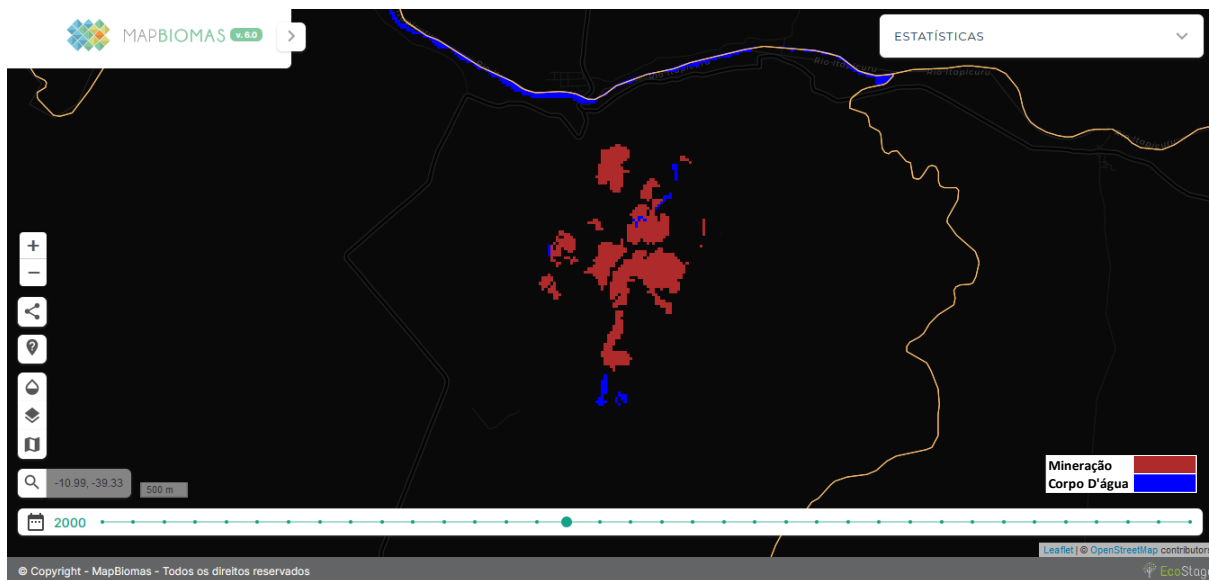 MAPBIOMAS v. 6.0
ESTATÍSTICAS
Rio Itapicuru
Rio Itapicuru
-10.99, -39.33
500 m
Mineração
Corpo D'água
2000
Leaflet | © OpenStreetMap contributors
© Copyright - MapBiomas - Todos os direitos reservados
EcoStage